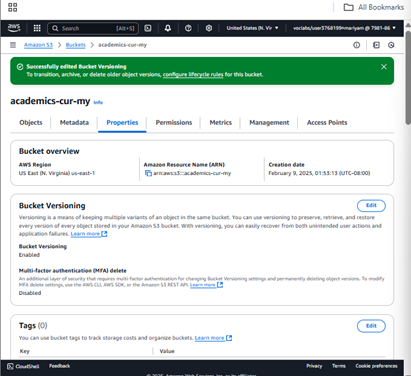 All Bookmarks
aws
Search
[Alt+S]
United States (N. Vir
voclabs/user3768199=mariyam @ 7981-86
Amazon S3 > Buckets > academics-cur-my
Successfully edited Bucket Versioning
To transition, archive, or delete older object versions, configure lifecycle rules for this bucket.
academics-cur-my Info
Objects Metadata Properties Permissions Metrics Management Access Points
Bucket overview
AWS Region
US East (N. Virginia) us-east-1
Amazon Resource Name (ARN)
arn:aws:s3:::academics-cur-my
Creation date
February 9, 2025, 01:53:13 (UTC-08:00)
Bucket Versioning
Edit
Versioning is a means of keeping multiple variants of an object in the same bucket. You can use versioning to preserve, retrieve, and restore
every version of every object stored in your Amazon S3 bucket. With versioning, you can easily recover from both unintended user actions and
application failures. Learn more
Bucket Versioning
Enabled
Multi-factor authentication (MFA) delete
An additional layer of security that requires multi-factor authentication for changing Bucket Versioning settings and permanently deleting object versions. To modify
MFA delete settings, use the AWS CLI, AWS SDK, or the Amazon S3 REST API. Learn more
Disabled
Tags (0)
Edit
You can use bucket tags to track storage costs and organize buckets. Learn more
Key Value
CloudShell Feedback
Privacy Terms Cookie preferences